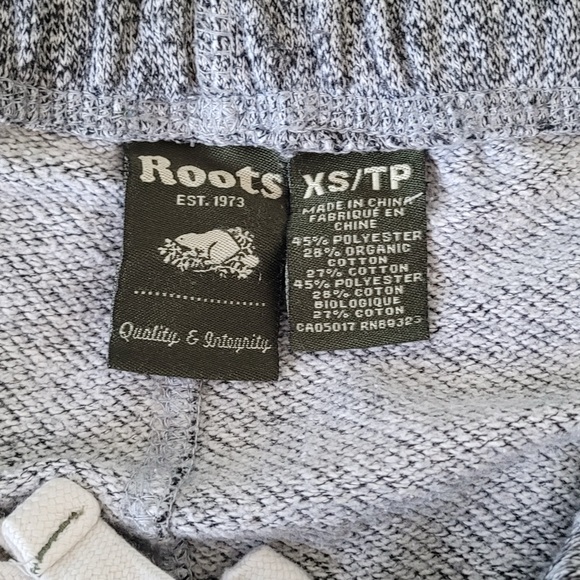 Roots
EST. 1973
Quality & Integrity
XS/TP
MADE IN CHINA
FABRIQUÉ EN
CHINE
45% POLYESTER
28% ORGANIC
COTTON
27% COTTON
45% POLYESTER
28% COTON
BIOLOGIQUE
27% COTON
CA05017 RN89323